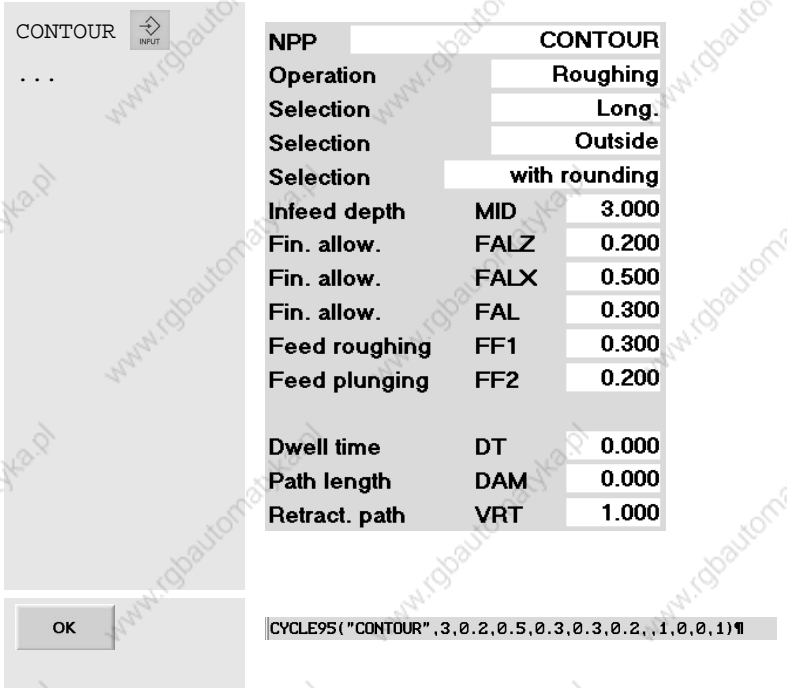 CONTOUR INPUT
...
NPP CONTOUR
Operation Roughing
Selection Long.
Selection Outside
Selection with rounding
Infeed depth MID 3.000
Fin. allow. FALZ 0.200
Fin. allow. FALX 0.500
Fin. allow. FAL 0.300
Feed roughing FF1 0.300
Feed plunging FF2 0.200
Dwell time DT 0.000
Path length DAM 0.000
Retract. path VRT 1.000
OK
CYCLE95("CONTOUR",3,0.2,0.5,0.3,0.3,0.2,,1,0,0,1)¶
www.rgbautomatyka.pl